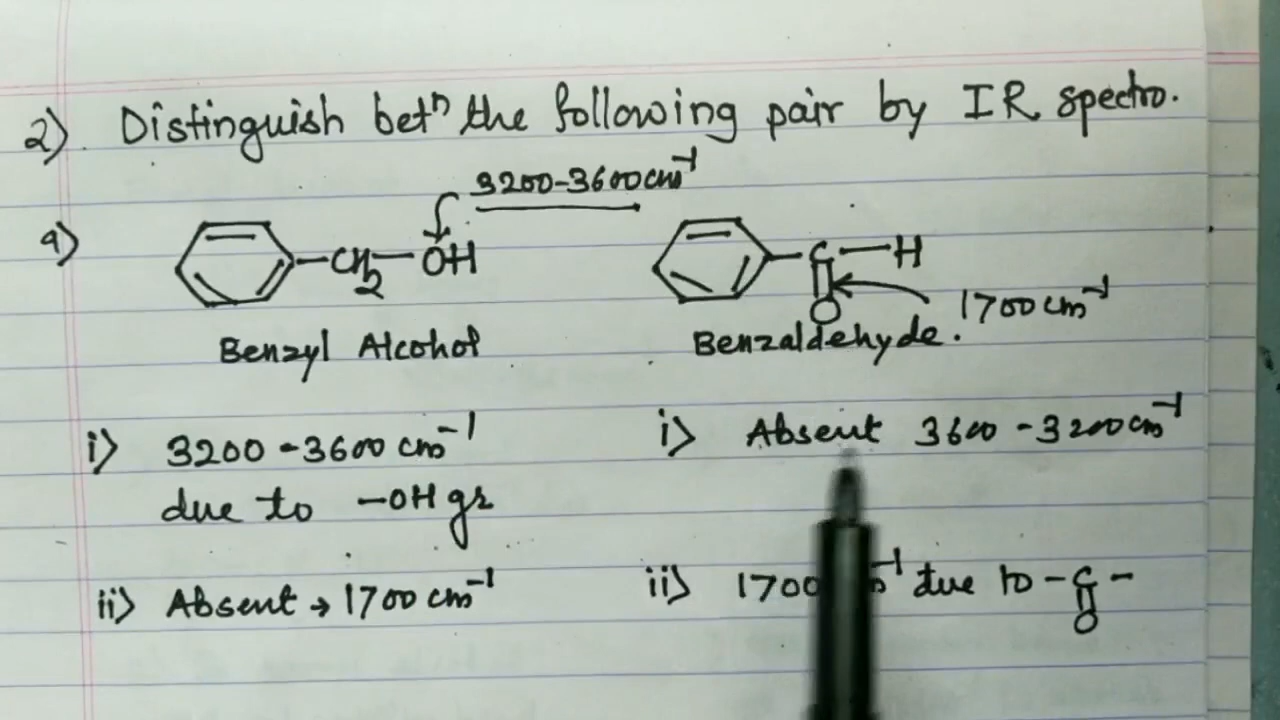 2) Distinguish betⁿ the following pair by IR spectro.
3200-3600 cm⁻¹
a)
CH₂-OH
C-H
O
1700 cm⁻¹
Benzyl Alcohol
Benzaldehyde.
i) 3200-3600 cm⁻¹
due to -OH gr
i) Absent 3600-3200 cm⁻¹
ii) Absent → 1700 cm⁻¹
ii) 1700 due to -C-
O